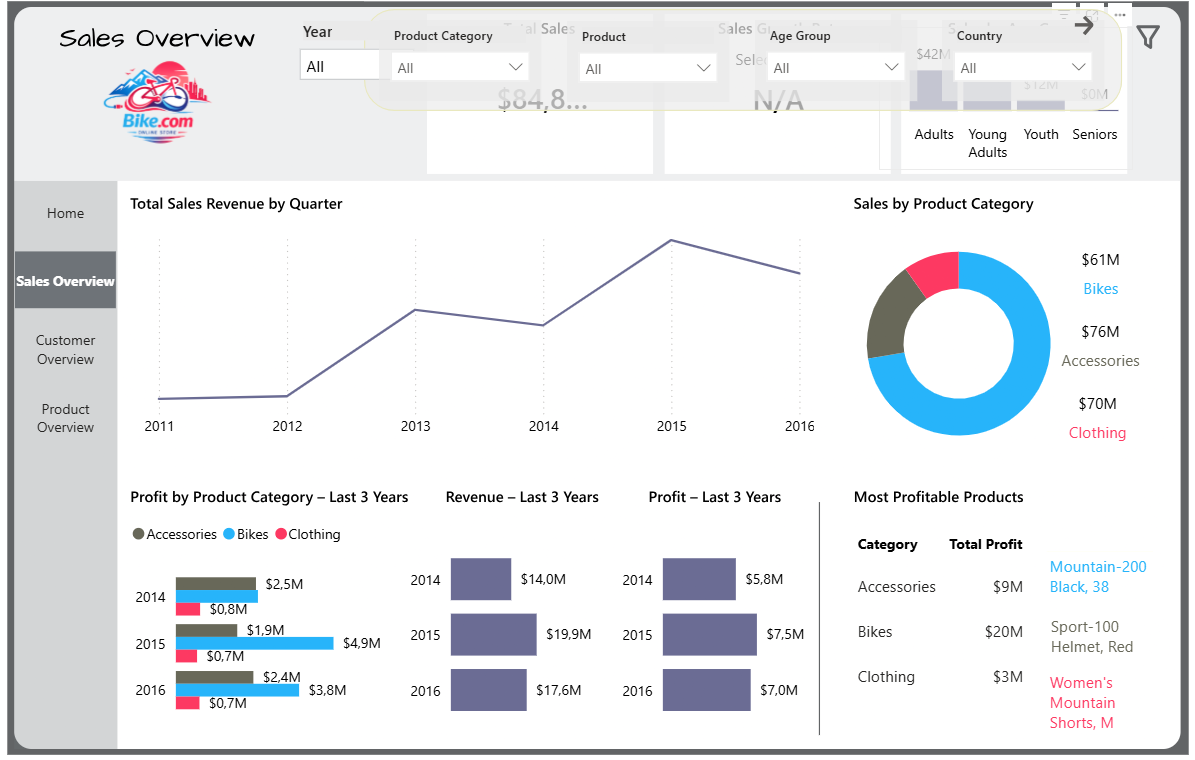 Sales Overview
Bike.com
ONLINE STORE
Year
All
Product Category
All
Product
All
Age Group
All
Country
All
Total Sales
$84,8...
Sales
N/A
$42M
$12M
$0M
Adults
Young
Adults
Youth
Seniors
Home
Sales Overview
Customer
Overview
Product
Overview
Total Sales Revenue by Quarter
2011
2012
2013
2014
2015
2016
Sales by Product Category
$61M
Bikes
$76M
Accessories
$70M
Clothing
Profit by Product Category – Last 3 Years
Accessories Bikes Clothing
2014
$2,5M
$0,8M
2015
$1,9M
$4,9M
$0,7M
2016
$2,4M
$3,8M
$0,7M
Revenue – Last 3 Years
2014 $14,0M
2015 $19,9M
2016 $17,6M
Profit – Last 3 Years
2014 $5,8M
2015 $7,5M
2016 $7,0M
Most Profitable Products
Category Total Profit
Accessories $9M
Bikes $20M
Clothing $3M
Mountain-200
Black, 38
Sport-100
Helmet, Red
Women's
Mountain
Shorts, M